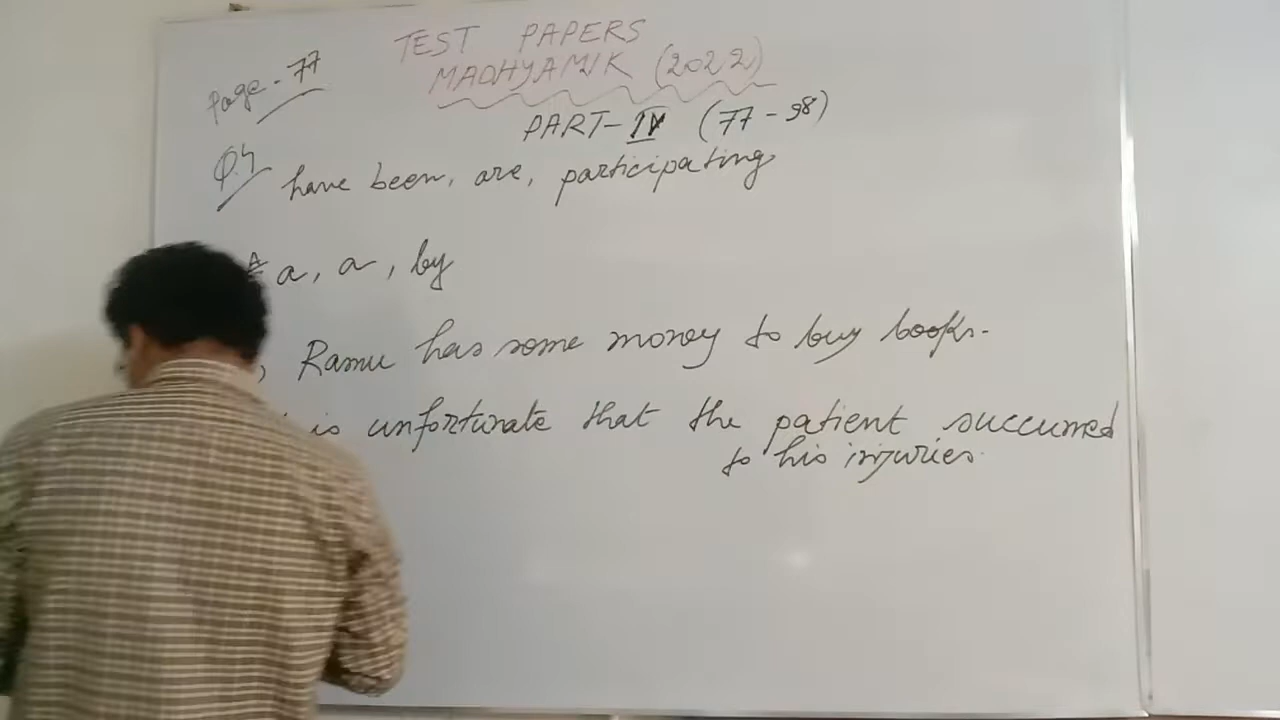 TEST PAPERS
Page - 77 MADHYAMIK (2022)
PART-IV (77 - 98)
Q.4 have been, are, participating
A a, a, by
Ramu has some money to buy books.
is unfortunate that the patient succumed
to his injuries.